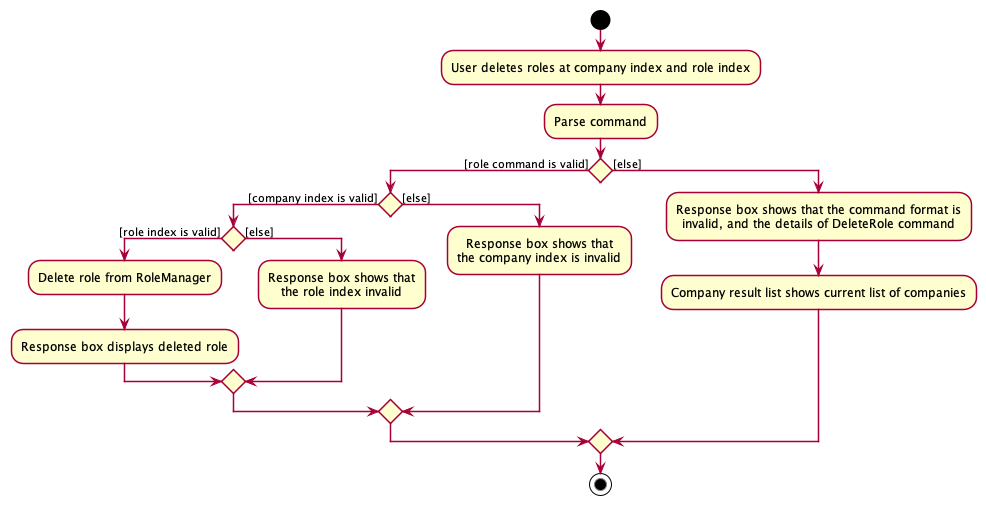 User deletes roles at company index and role index
Parse command
[role command is valid]
[else]
[company index is valid]
[else]
Response box shows that the command format is
invalid, and the details of DeleteRole command
[role index is valid]
[else]
Response box shows that
the company index is invalid
Delete role from RoleManager
Response box shows that
the role index invalid
Company result list shows current list of companies
Response box displays deleted role